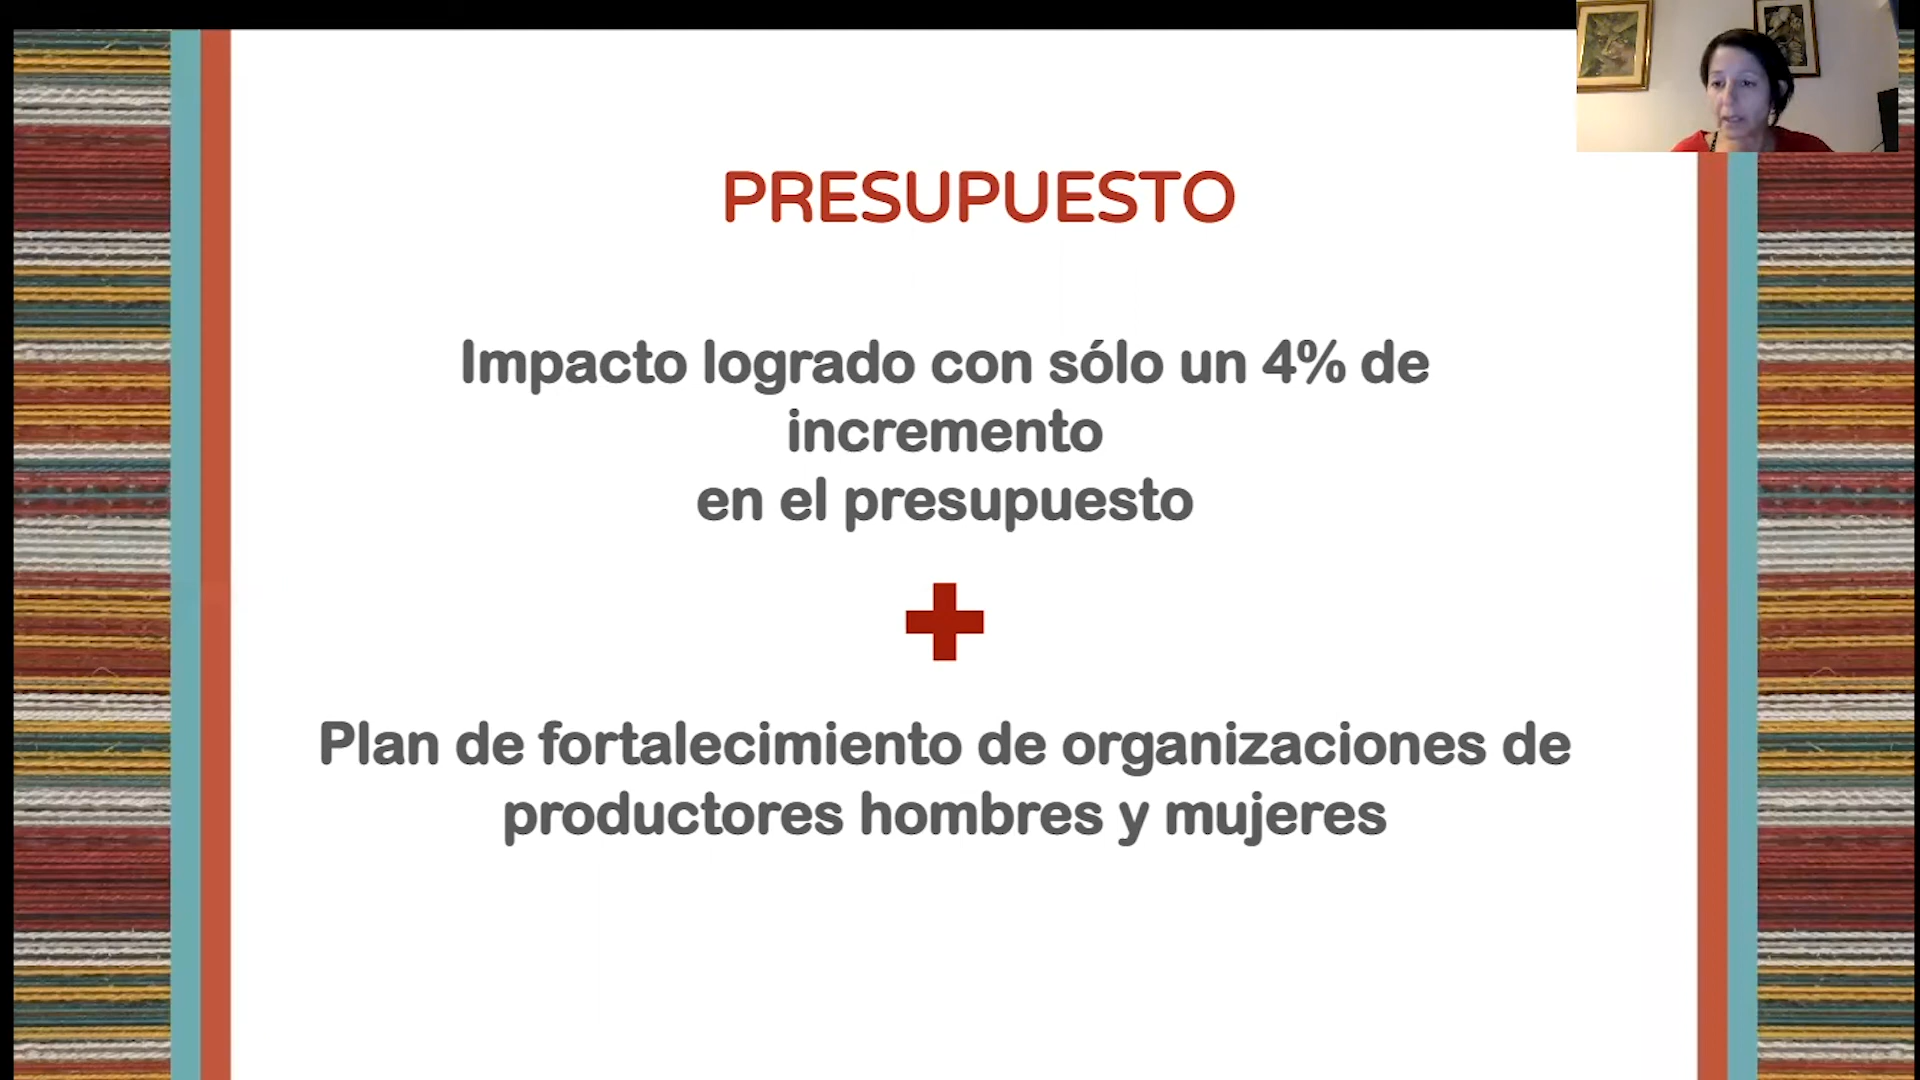 PRESUPUESTO
Impacto logrado con sólo un 4% de
incremento
en el presupuesto
Plan de fortalecimiento de organizaciones de
productores hombres y mujeres